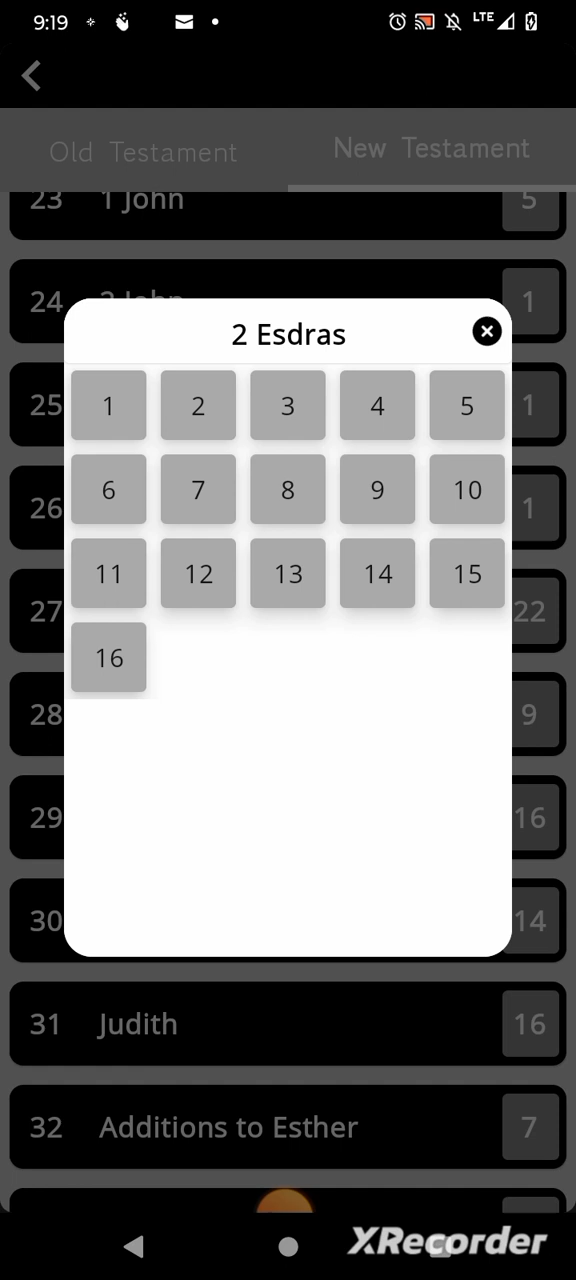 9:19
LTE
Old Testament
New Testament
23 1 John 5
24 2 John 1
25 1
26 1
27 22
28 9
29 16
30 14
2 Esdras
1 2 3 4 5
6 7 8 9 10
11 12 13 14 15
16
31 Judith 16
32 Additions to Esther 7
XRecorder